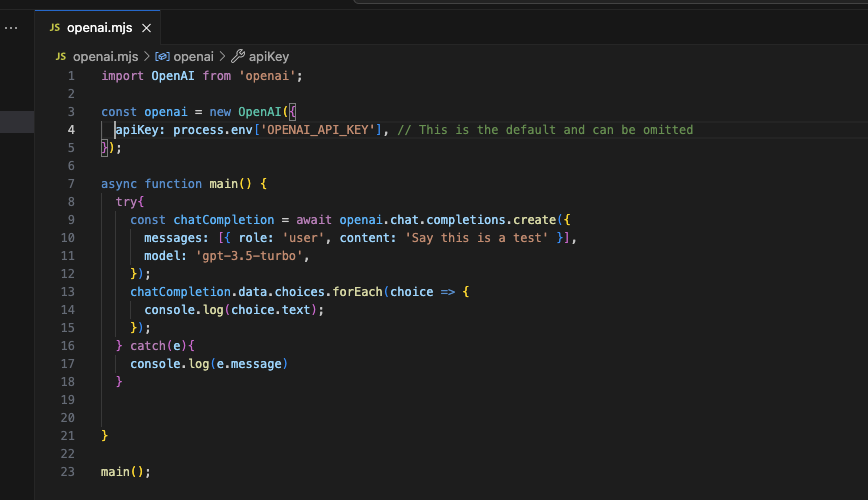 ... JS openai.mjs ×
JS openai.mjs > openai > apiKey
1 import OpenAI from 'openai';
2
3 const openai = new OpenAI({
4   apiKey: process.env['OPENAI_API_KEY'], // This is the default and can be omitted
5 });
6
7 async function main() {
8   try{
9     const chatCompletion = await openai.chat.completions.create({
10       messages: [{ role: 'user', content: 'Say this is a test' }],
11       model: 'gpt-3.5-turbo',
12     });
13     chatCompletion.data.choices.forEach(choice => {
14       console.log(choice.text);
15     });
16   } catch(e){
17     console.log(e.message)
18   }
19
20
21 }
22
23 main();